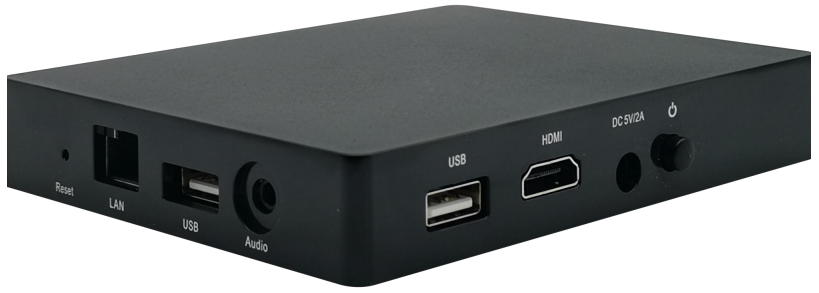 Reset
LAN
USB
Audio
USB
HDMI
DC 5V/2A